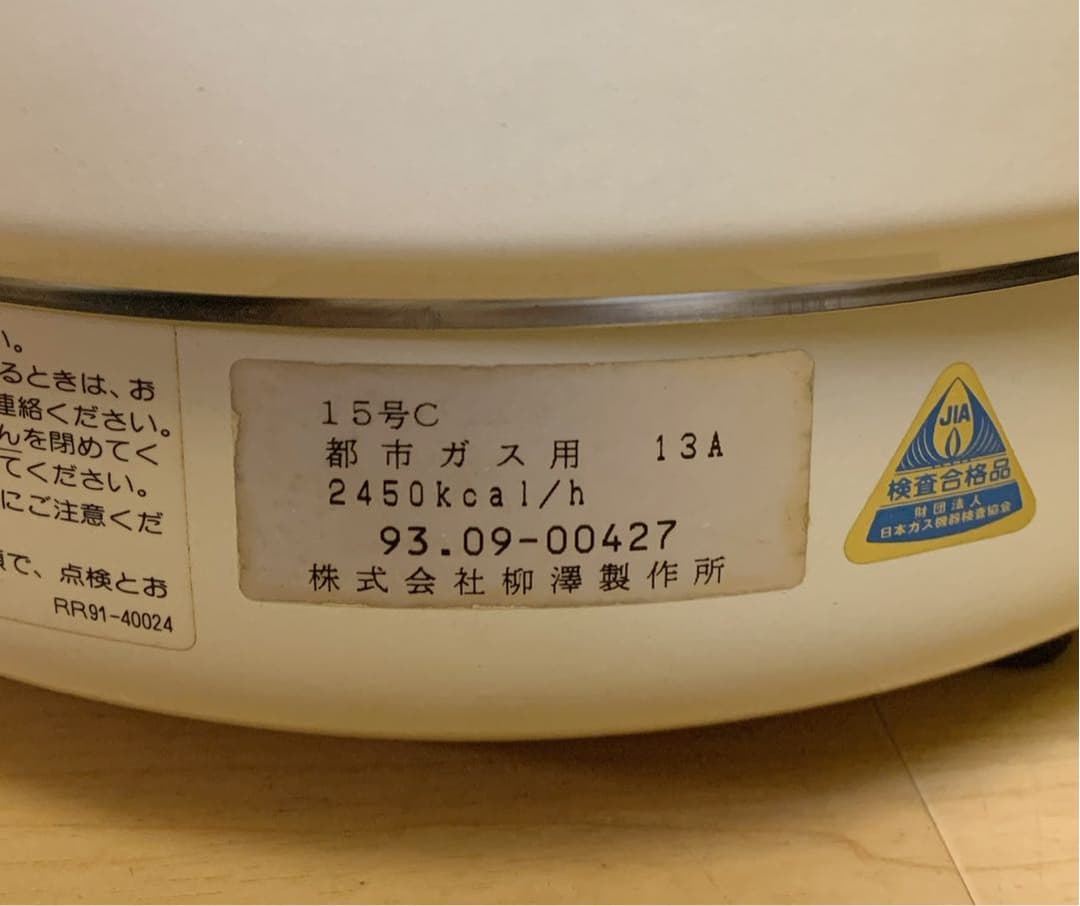 い。
るときは、お
連絡ください。
んを閉めてく
てください。
にご注意くだ
で、点検とお
RR91-40024
15号C
都市ガス用 13A
2450kcal/h
93.09-00427
株式会社柳澤製作所
JIA
検査合格品
財団法人
日本ガス機器検査協会